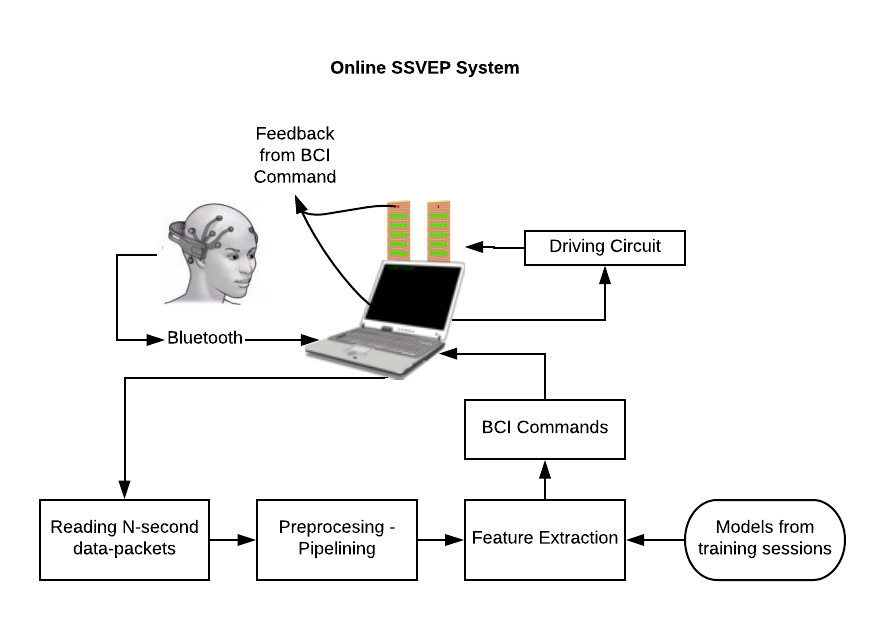 Online SSVEP System
Feedback
from BCI
Command
Driving Circuit
Bluetooth
BCI Commands
Reading N-second
data-packets
Preprocesing -
Pipelining
Feature Extraction
Models from
training sessions